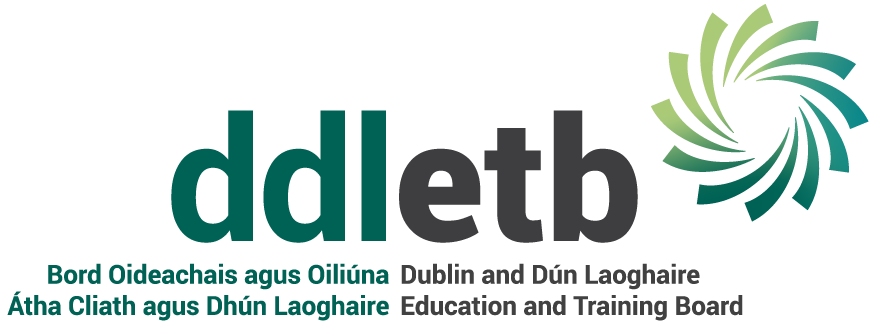 ddletb
Bord Oideachais agus Oiliúna Dublin and Dún Laoghaire
Átha Cliath agus Dhún Laoghaire Education and Training Board